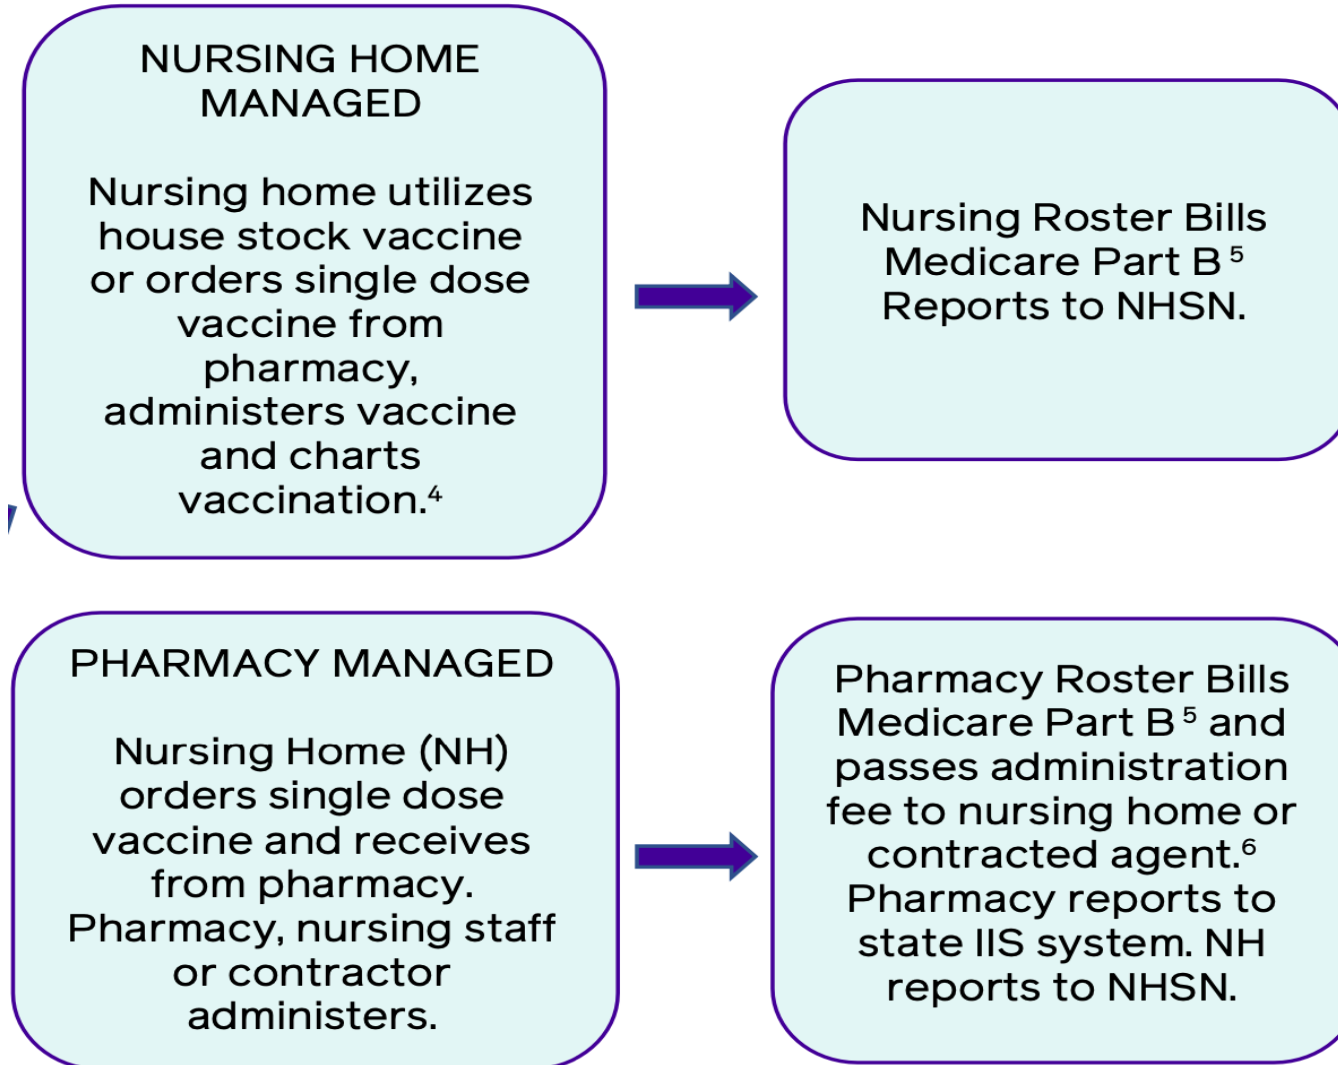 NURSING HOME
MANAGED
Nursing home utilizes
house stock vaccine
or orders single dose
vaccine from
pharmacy,
administers vaccine
and charts
vaccination.⁴
Nursing Roster Bills
Medicare Part B ⁵
Reports to NHSN.
PHARMACY MANAGED
Nursing Home (NH)
orders single dose
vaccine and receives
from pharmacy.
Pharmacy, nursing staff
or contractor
administers.
Pharmacy Roster Bills
Medicare Part B ⁵ and
passes administration
fee to nursing home or
contracted agent.⁶
Pharmacy reports to
state IIS system. NH
reports to NHSN.